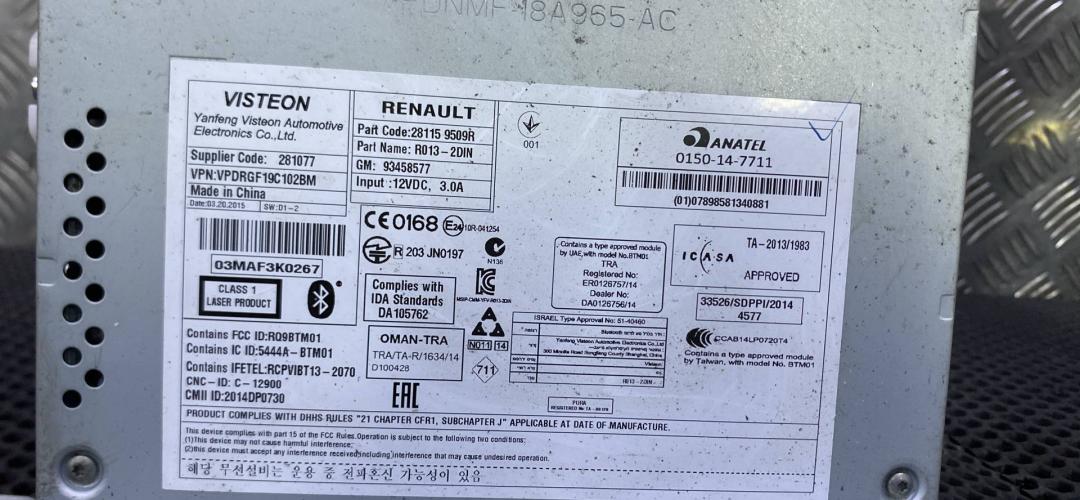 DNMF-18A965-AC
VISTEON
Yanfeng Visteon Automotive
Electronics Co.,Ltd.
Supplier Code: 281077
VPN:VPDRGF19C102BM
Made in China
Date:03.20.2015 SW:D1-2
03MAF3K0267
CLASS 1
LASER PRODUCT
RENAULT
Part Code:28115 9509R
Part Name: R013-2DIN
GM: 93458577
Input :12VDC, 3.0A
CE0168 E24 10R-041254
R 203 JN0197
N136
Complies with
IDA Standards
DA105762
OMAN-TRA
TRA/TA-R/1634/14
D100428
N011 14
711
EAC
001
ANATEL
0150-14-7711
(01)07898581340881
Contains a type approved module
by UAE,with model No.BTM01
TRA
Registered No:
ER0126757/14
Dealer No:
DA0126756/14
ICASA
TA-2013/1983
APPROVED
33526/SDPPI/2014
4577
CCAB14LP0720T4
Contains a type approved module
by Taiwan, with model No. BTM01
ISRAEL Type Approval No: 51-40460
Yanfeng Visteon Automotive Electronics Co.,Ltd
R013-2DIN
Contains FCC ID:RQ9BTM01
Contains IC ID:5444A-BTM01
Contains IFETEL:RCPVIBT13-2070
CNC-ID: C-12900
CMII ID:2014DP0730
PRODUCT COMPLIES WITH DHHS RULES "21 CHAPTER CFR1, SUBCHAPTER J" APPLICABLE AT DATE OF MANUFACTURE.
This device complies with part 15 of the FCC Rules.Operation is subject to the following two conditions:
(1)This device may not cause harmful interference;
(2)this device must accept any interference received,including interference that may cause undesired operation.
해당 무선설비는 운용 중 전파혼신 가능성이 있음